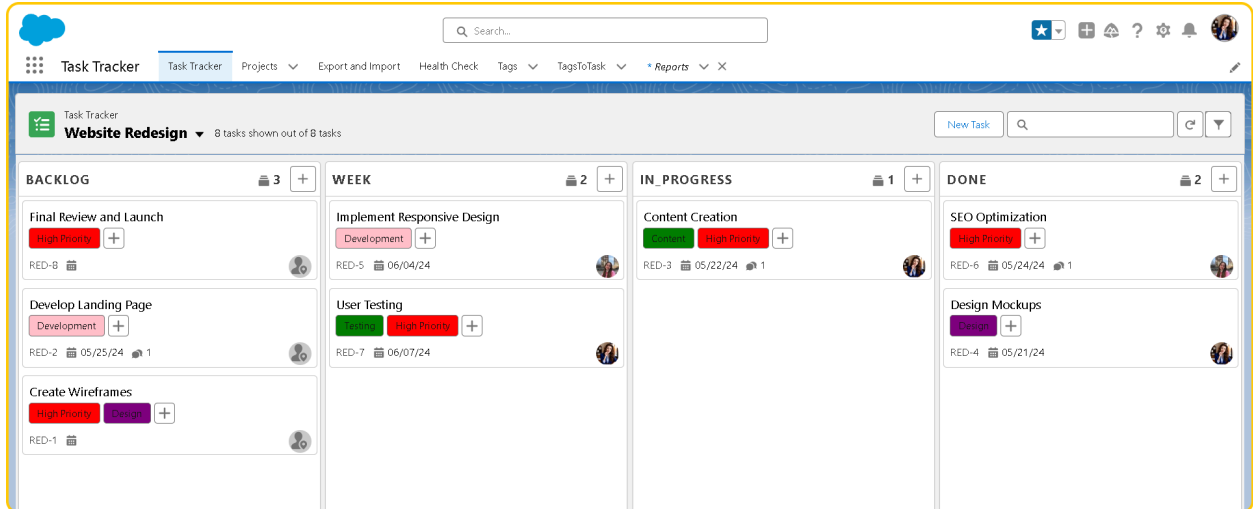 Search...
Task Tracker
Task Tracker Projects Export and Import Health Check Tags TagsToTask * Reports
Task Tracker
Website Redesign 8 tasks shown out of 8 tasks
New Task
BACKLOG 3
Final Review and Launch
High Priority
RED-8
Develop Landing Page
Development
RED-2 05/25/24 1
Create Wireframes
High Priority Design
RED-1
WEEK 2
Implement Responsive Design
Development
RED-5 06/04/24
User Testing
Testing High Priority
RED-7 06/07/24
IN_PROGRESS 1
Content Creation
Content High Priority
RED-3 05/22/24 1
DONE 2
SEO Optimization
High Priority
RED-6 05/24/24 1
Design Mockups
Design
RED-4 05/21/24